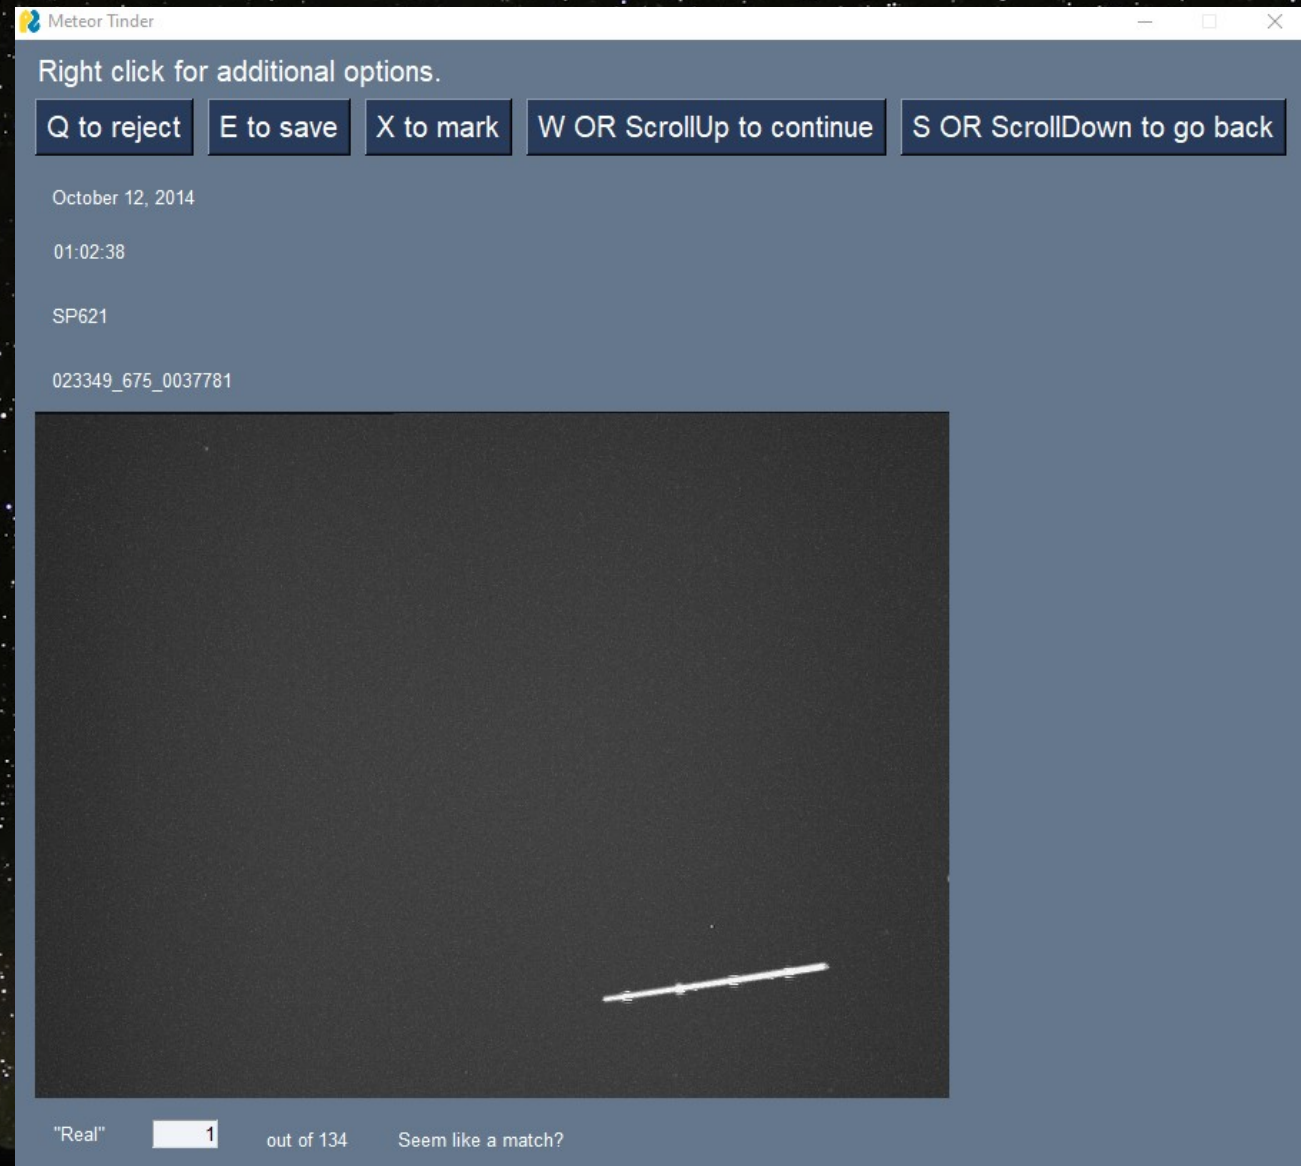 Meteor Tinder
Right click for additional options.
Q to reject E to save X to mark W OR ScrollUp to continue S OR ScrollDown to go back
October 12, 2014
01:02:38
SP621
023349_675_0037781
"Real" 1 out of 134 Seem like a match?